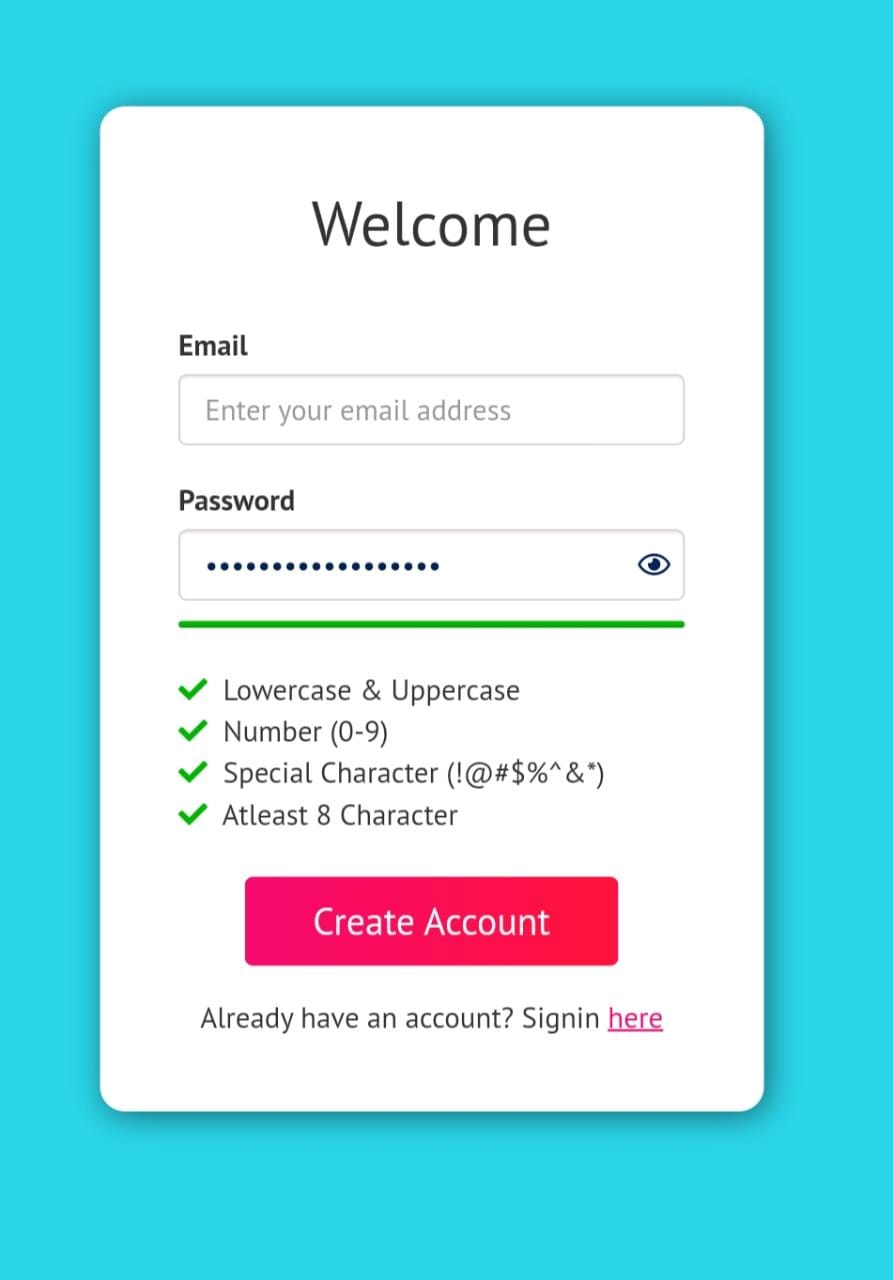 Welcome
Email
Enter your email address
Password
••••••••••••••••••
Lowercase & Uppercase
Number (0-9)
Special Character (!@#$%^&*)
Atleast 8 Character
Create Account
Already have an account? Signin here